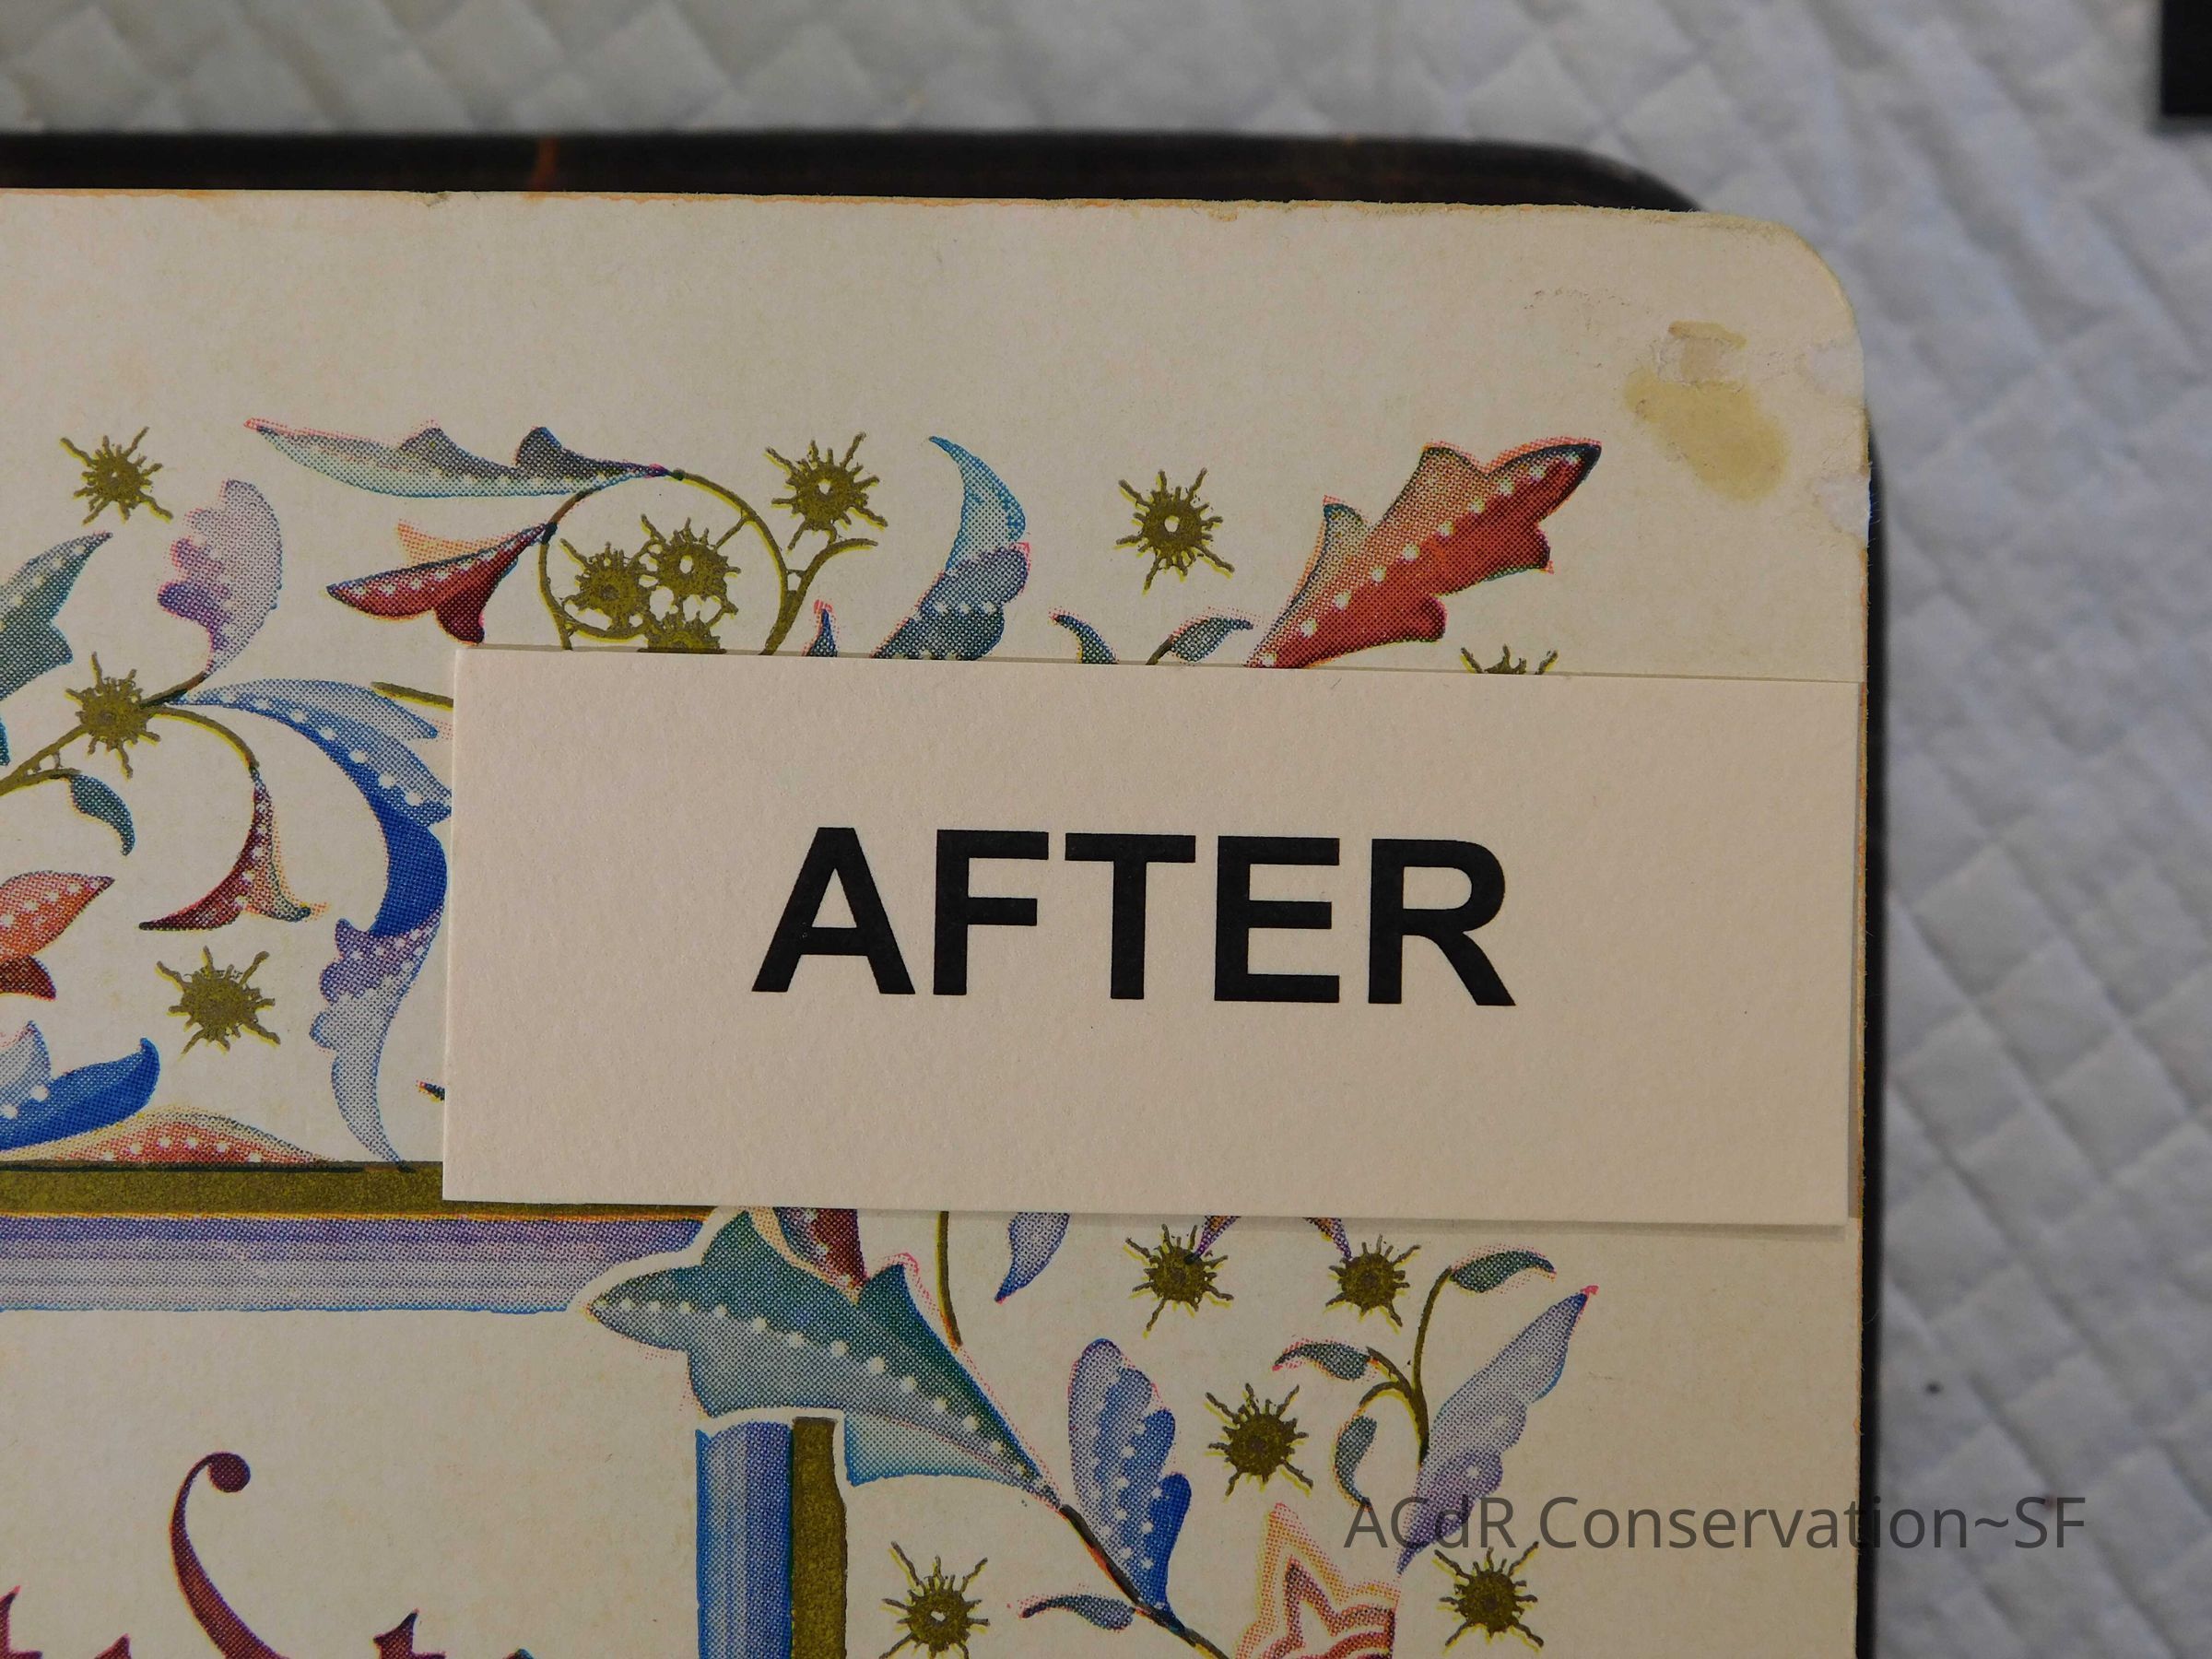 AFTER
ACdR Conservation~SF